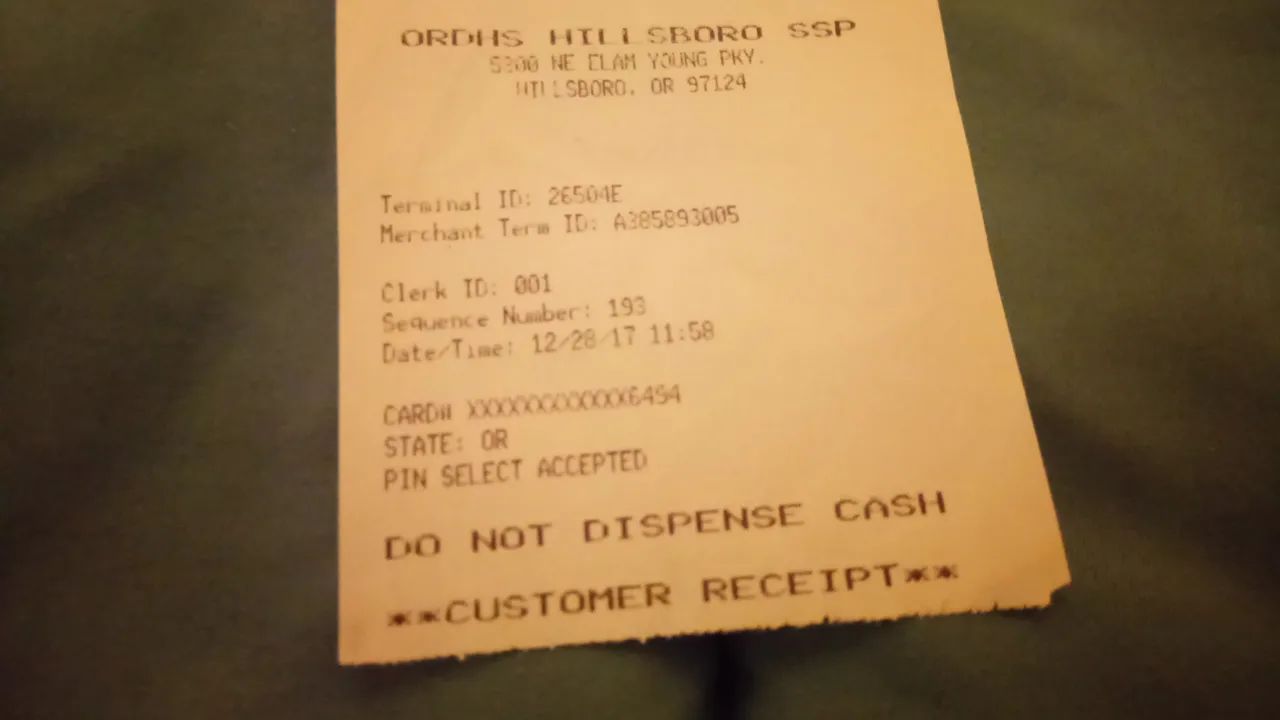 ORDHS HILLSBORO SSP
5300 NE ELAM YOUNG PKY.
HILLSBORO, OR 97124
Terminal ID: 26504E
Merchant Term ID: A385893005
Clerk ID: 001
Sequence Number: 193
Date/Time: 12/28/17 11:58
CARD# XXXXXXXXXXXX6494
STATE: OR
PIN SELECT ACCEPTED
DO NOT DISPENSE CASH
**CUSTOMER RECEIPT**